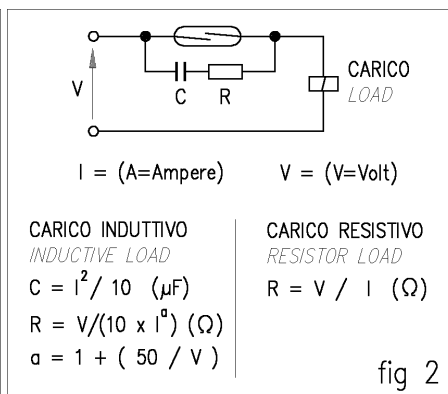 V
C R
CARICO
LOAD
I = (A=Ampere) V = (V=Volt)
CARICO INDUTTIVO
INDUCTIVE LOAD
C = I²/ 10 (µF)
R = V/(10 x Iᵃ) (Ω)
a = 1 + ( 50 / V )
CARICO RESISTIVO
RESISTOR LOAD
R = V / I (Ω)
fig 2